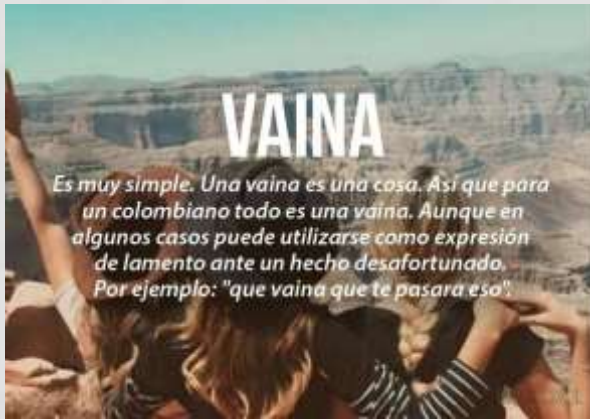 VAINA
Es muy simple. Una vaina es una cosa. Así que para
un colombiano todo es una vaina. Aunque en
algunos casos puede utilizarse como expresión
de lamento ante un hecho desafortunado.
Por ejemplo: "que vaina que te pasara eso".